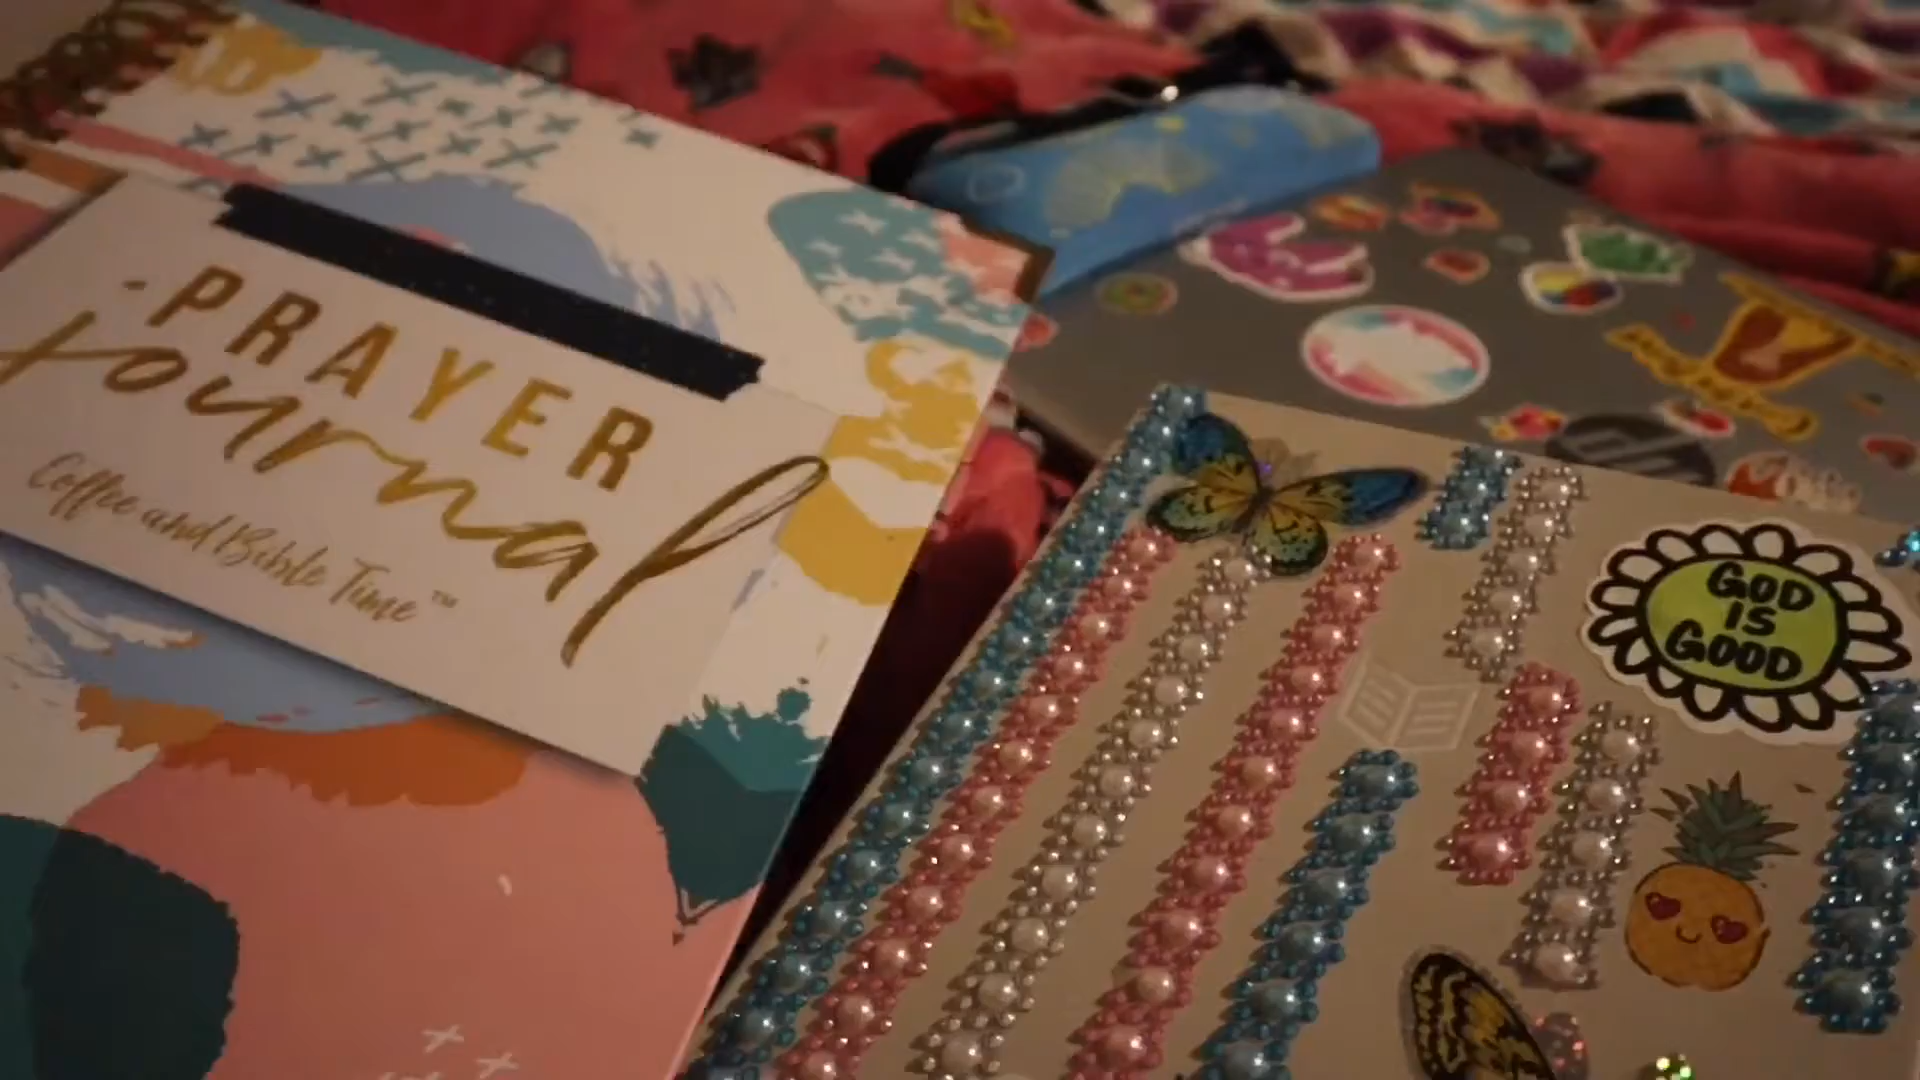 PRAYER
Journal
Coffee and Bible Time™
GOD
IS
GOOD